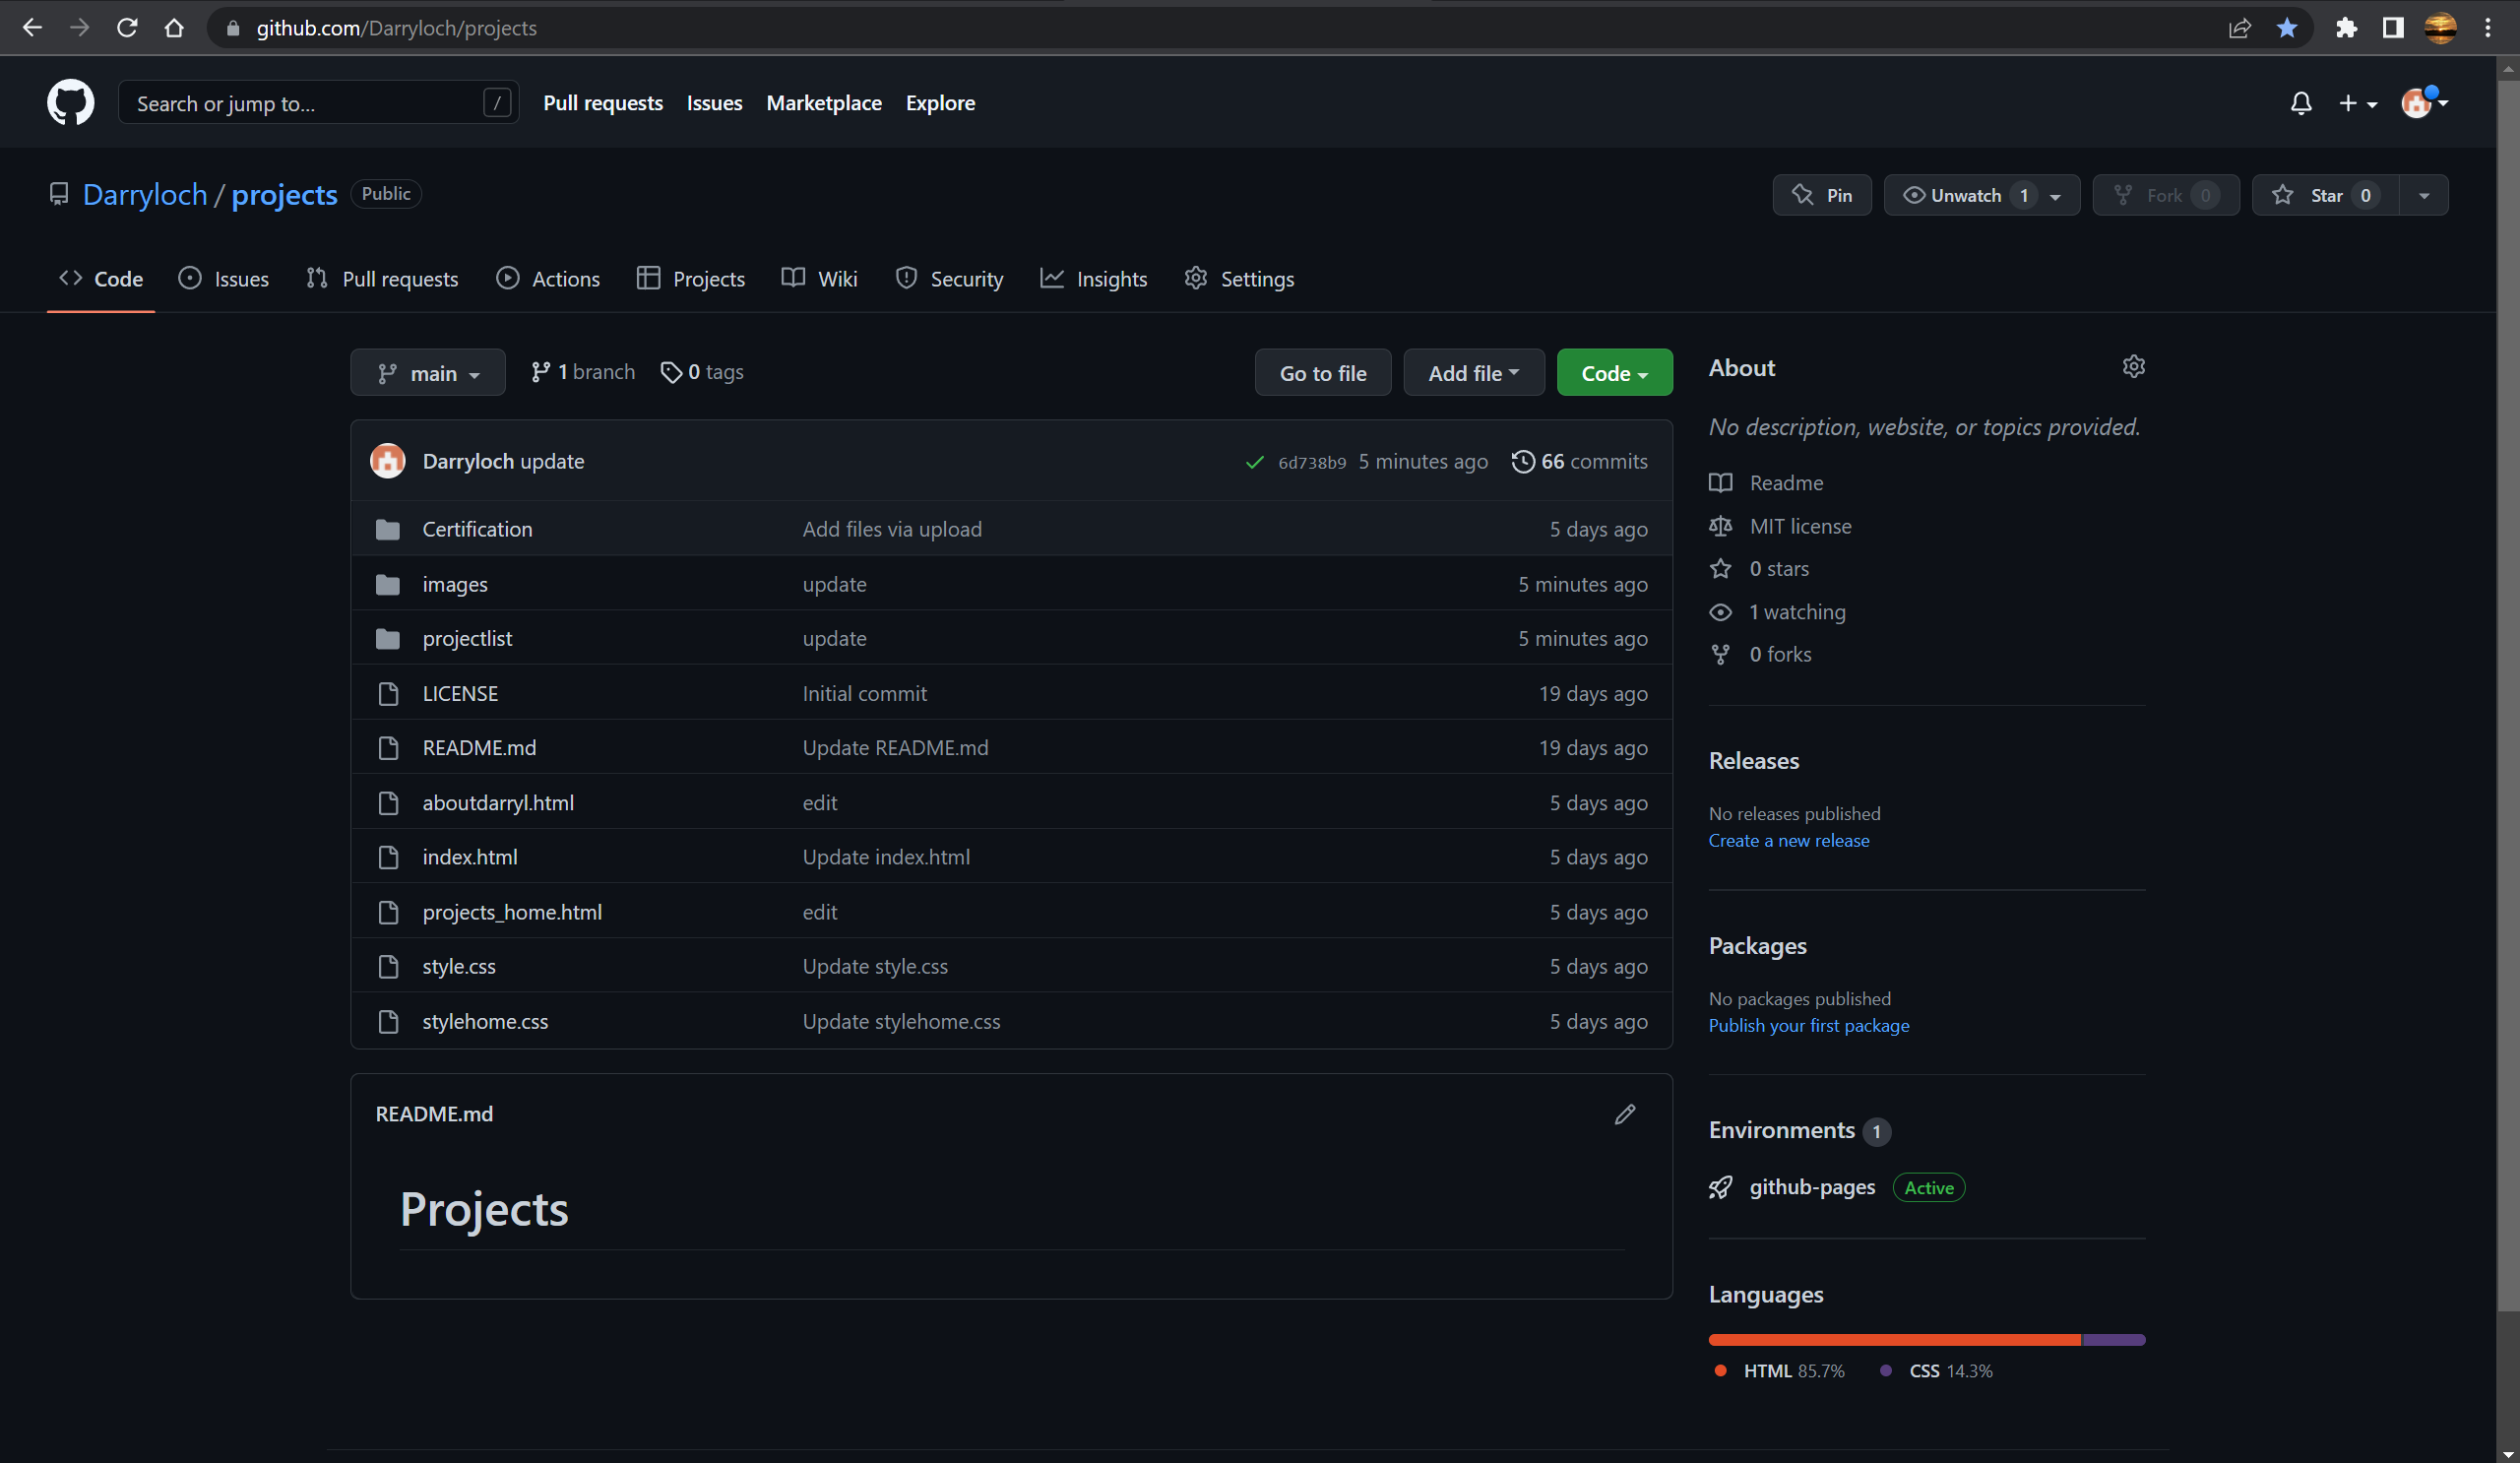 github.com/Darryloch/projects
Search or jump to... /
Pull requests Issues Marketplace Explore
Darryloch / projects Public
Pin Unwatch 1 Fork 0 Star 0
Code Issues Pull requests Actions Projects Wiki Security Insights Settings
main 1 branch 0 tags Go to file Add file Code
Darryloch update 6d738b9 5 minutes ago 66 commits
Certification Add files via upload 5 days ago
images update 5 minutes ago
projectlist update 5 minutes ago
LICENSE Initial commit 19 days ago
README.md Update README.md 19 days ago
aboutdarryl.html edit 5 days ago
index.html Update index.html 5 days ago
projects_home.html edit 5 days ago
style.css Update style.css 5 days ago
stylehome.css Update stylehome.css 5 days ago
README.md
Projects
About
No description, website, or topics provided.
Readme
MIT license
0 stars
1 watching
0 forks
Releases
No releases published
Create a new release
Packages
No packages published
Publish your first package
Environments 1
github-pages Active
Languages
HTML 85.7% CSS 14.3%